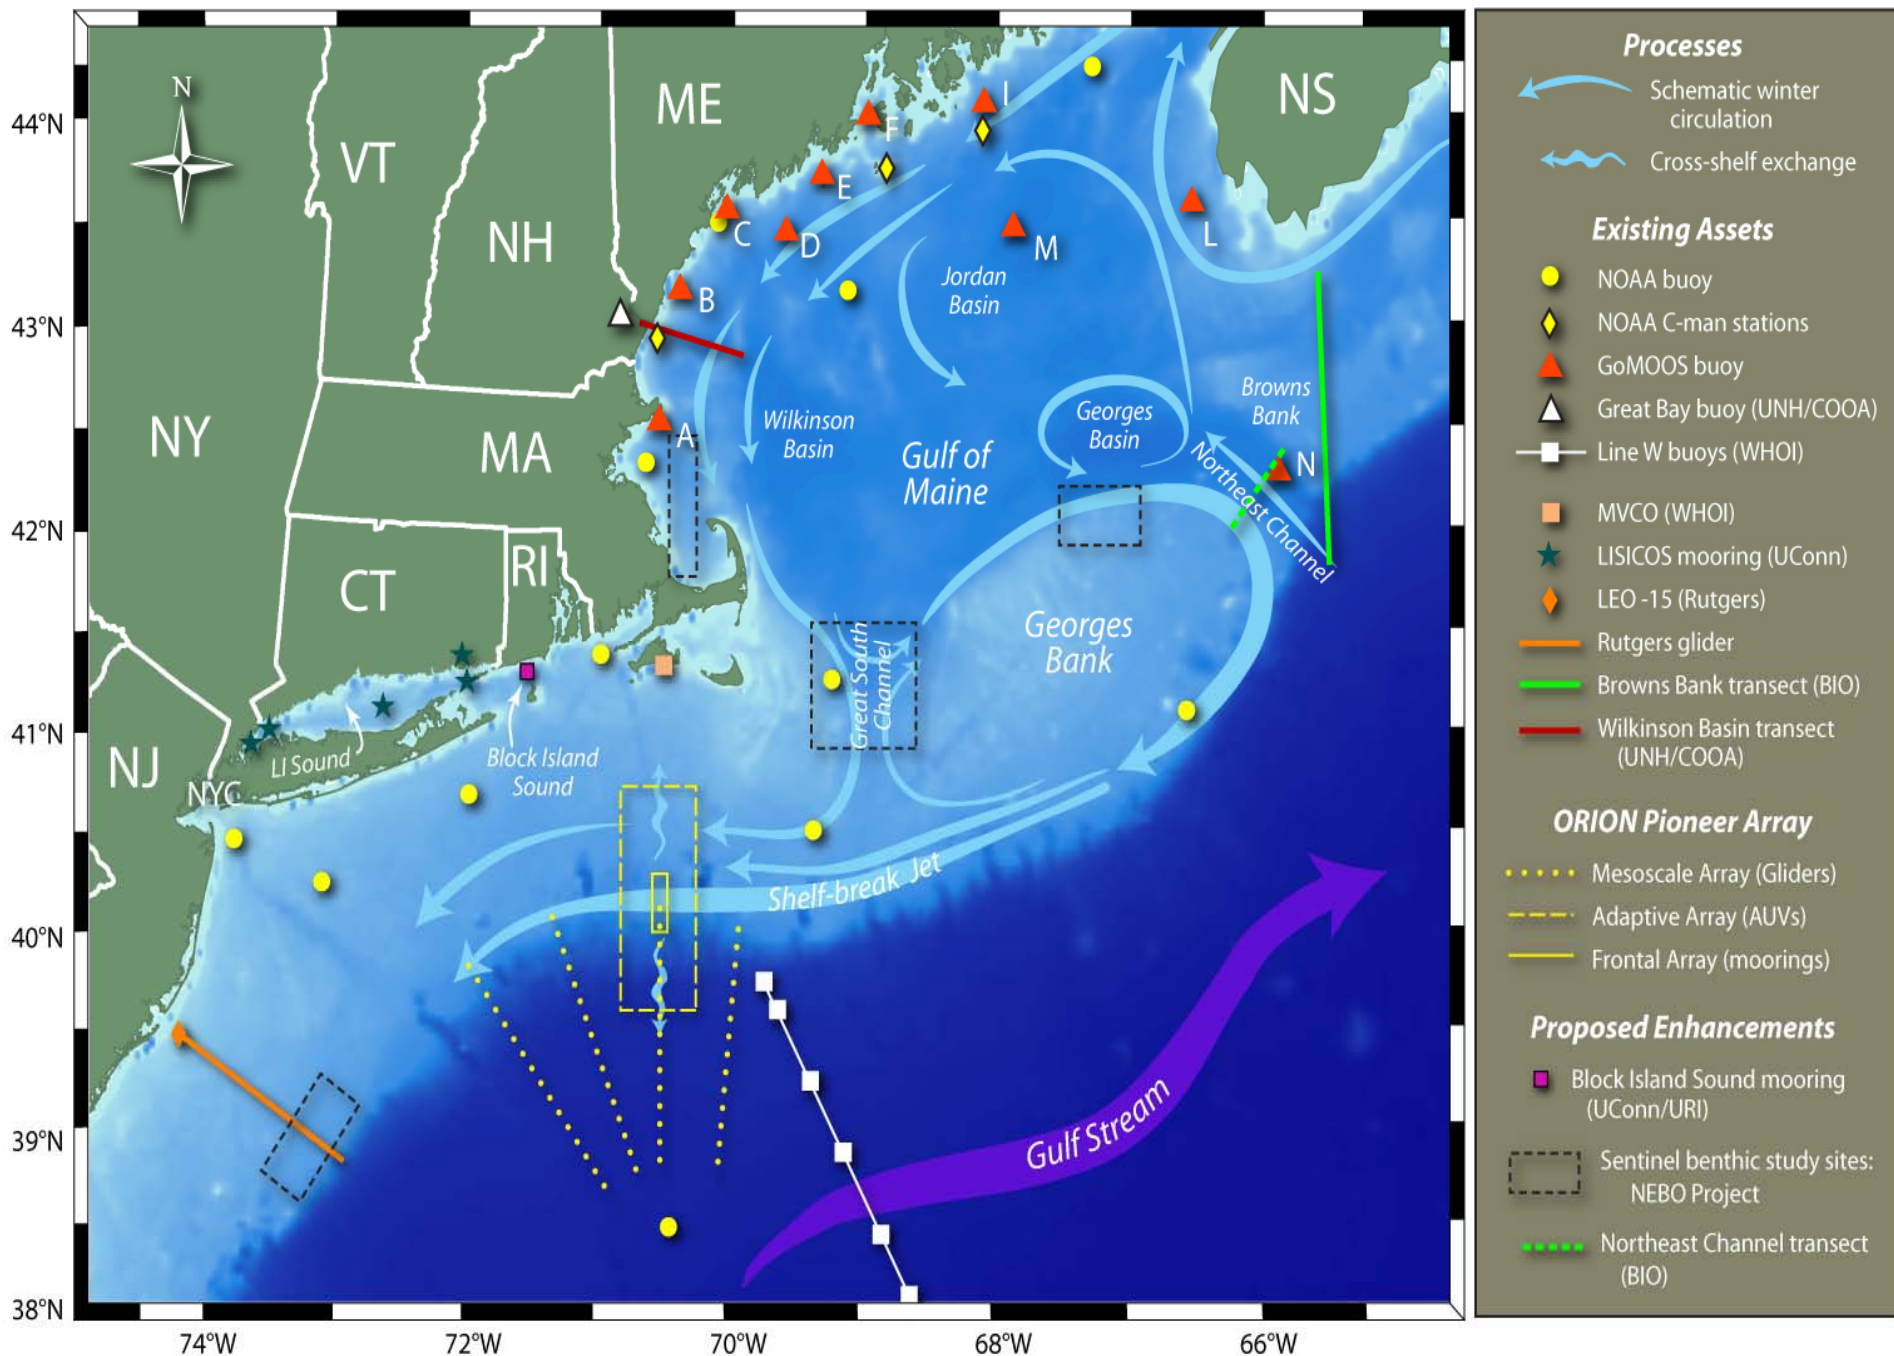 N
44°N
43°N
42°N
41°N
40°N
39°N
38°N
74°W
72°W
70°W
68°W
66°W
ME
NS
VT
NH
NY
MA
CT
RI
NJ
NYC
I
F
E
C
D
B
A
M
L
N
Jordan
Basin
Wilkinson
Basin
Georges
Basin
Browns
Bank
Gulf of
Maine
Northeast Channel
Georges
Bank
Great South
Channel
LI Sound
Block Island
Sound
Shelf-break Jet
Gulf Stream
Processes
Schematic winter
circulation
Cross-shelf exchange
Existing Assets
NOAA buoy
NOAA C-man stations
GoMOOS buoy
Great Bay buoy (UNH/COOA)
Line W buoys (WHOI)
MVCO (WHOI)
LISICOS mooring (UConn)
LEO -15 (Rutgers)
Rutgers glider
Browns Bank transect (BIO)
Wilkinson Basin transect
(UNH/COOA)
ORION Pioneer Array
Mesoscale Array (Gliders)
Adaptive Array (AUVs)
Frontal Array (moorings)
Proposed Enhancements
Block Island Sound mooring
(UConn/URI)
Sentinel benthic study sites:
NEBO Project
Northeast Channel transect
(BIO)